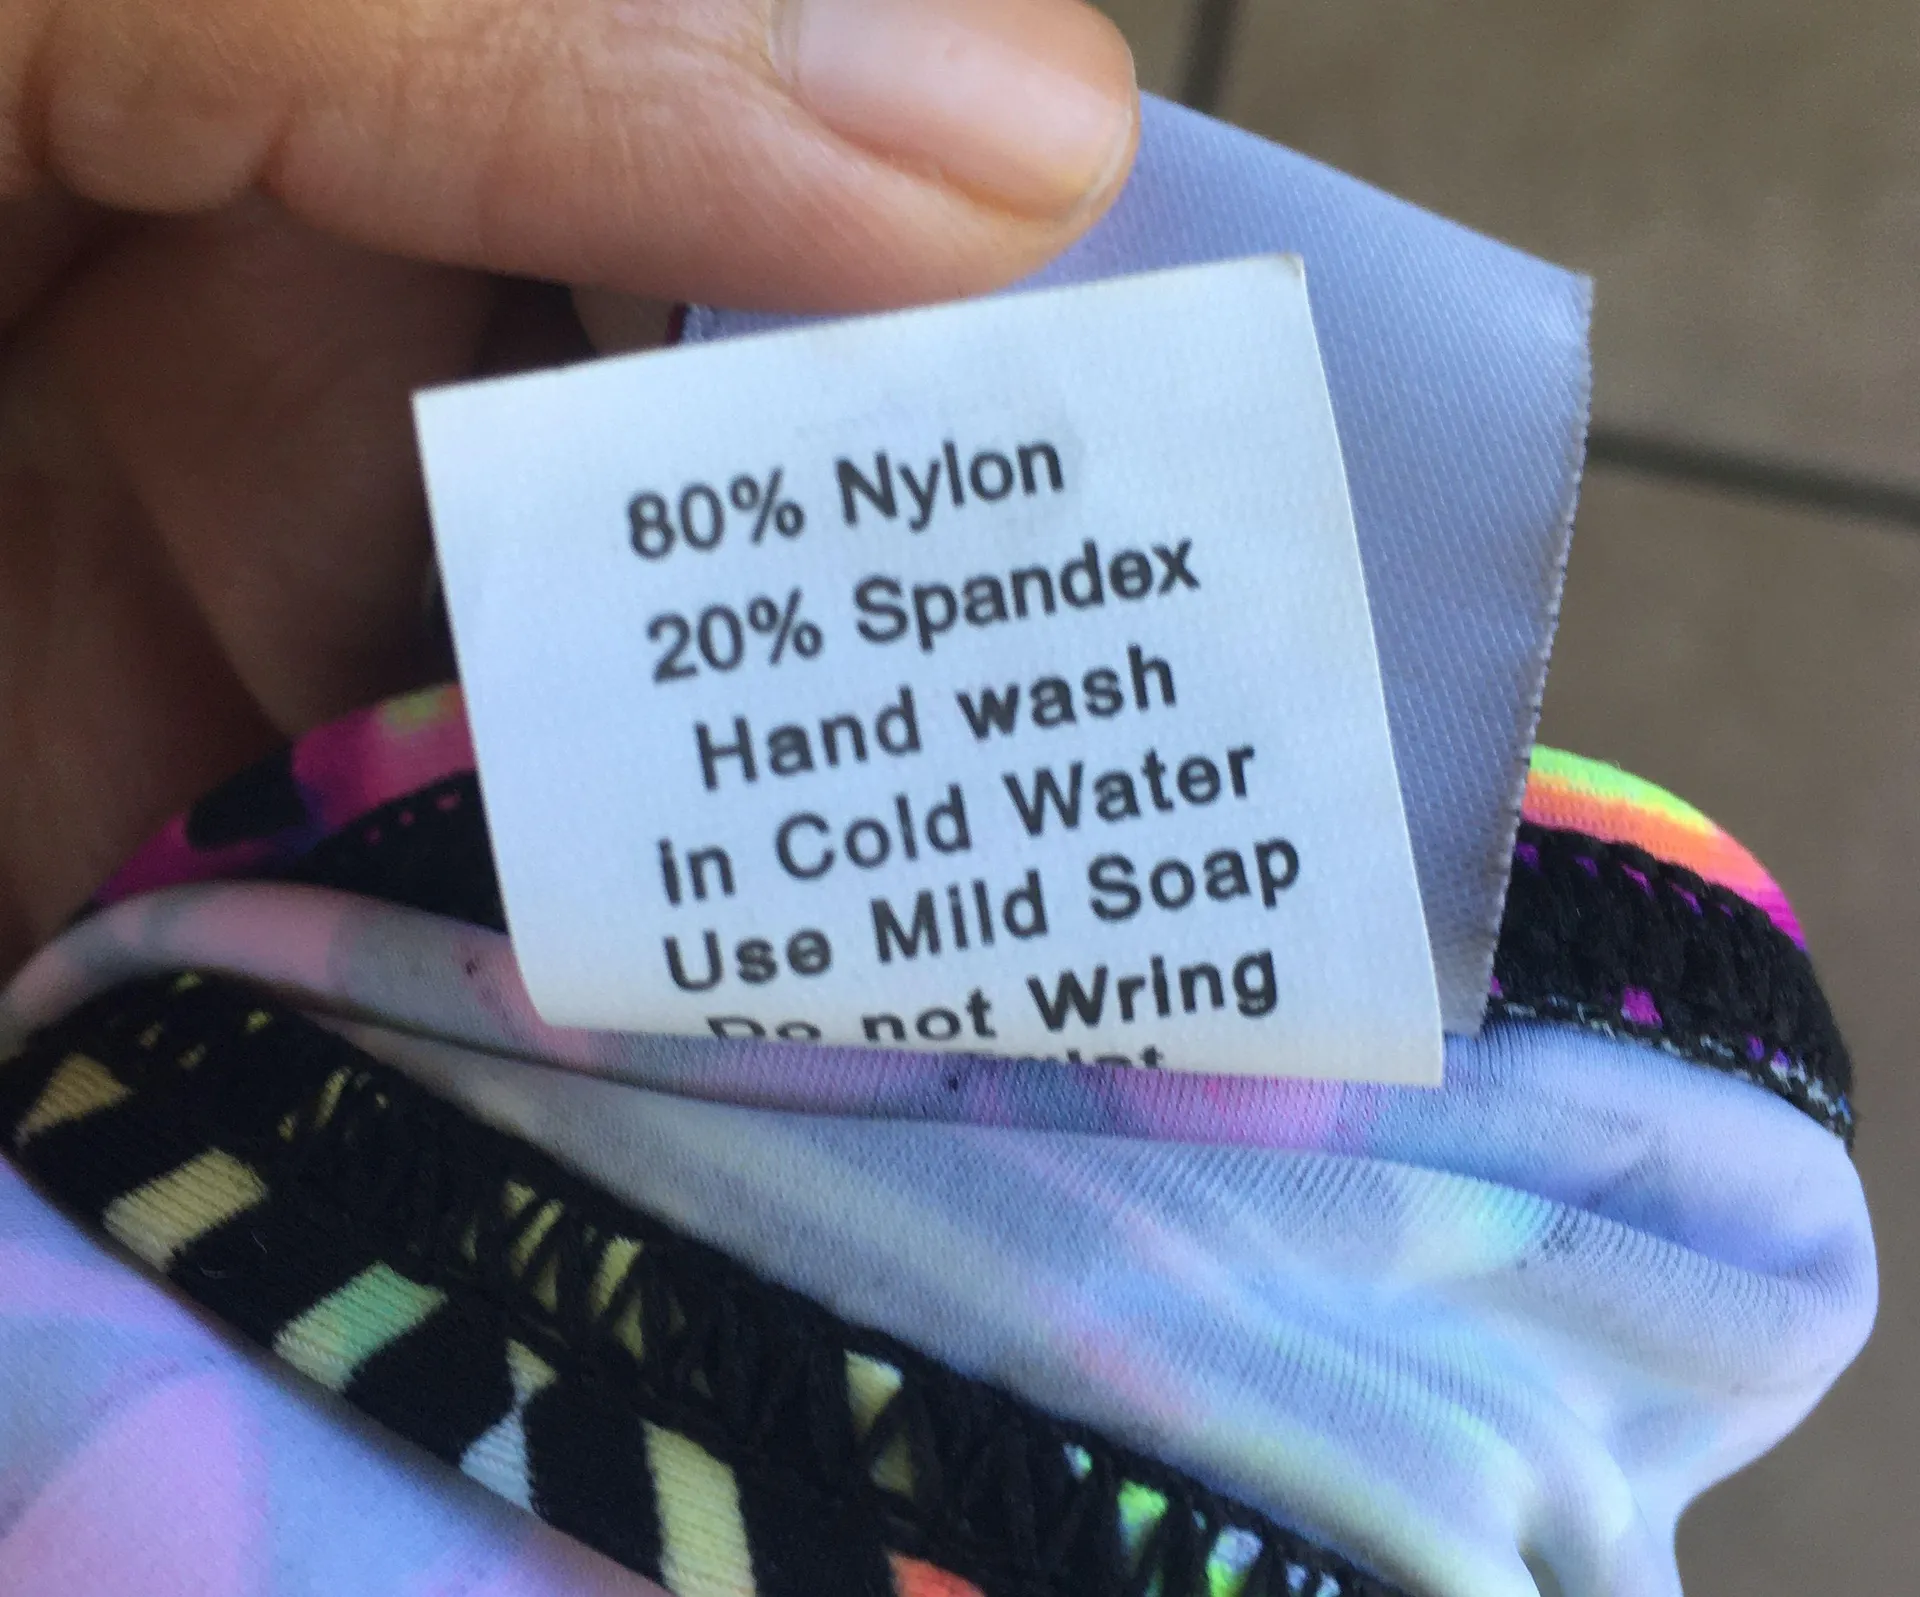 80% Nylon
20% Spandex
Hand wash
in Cold Water
Use Mild Soap
Do not Wring